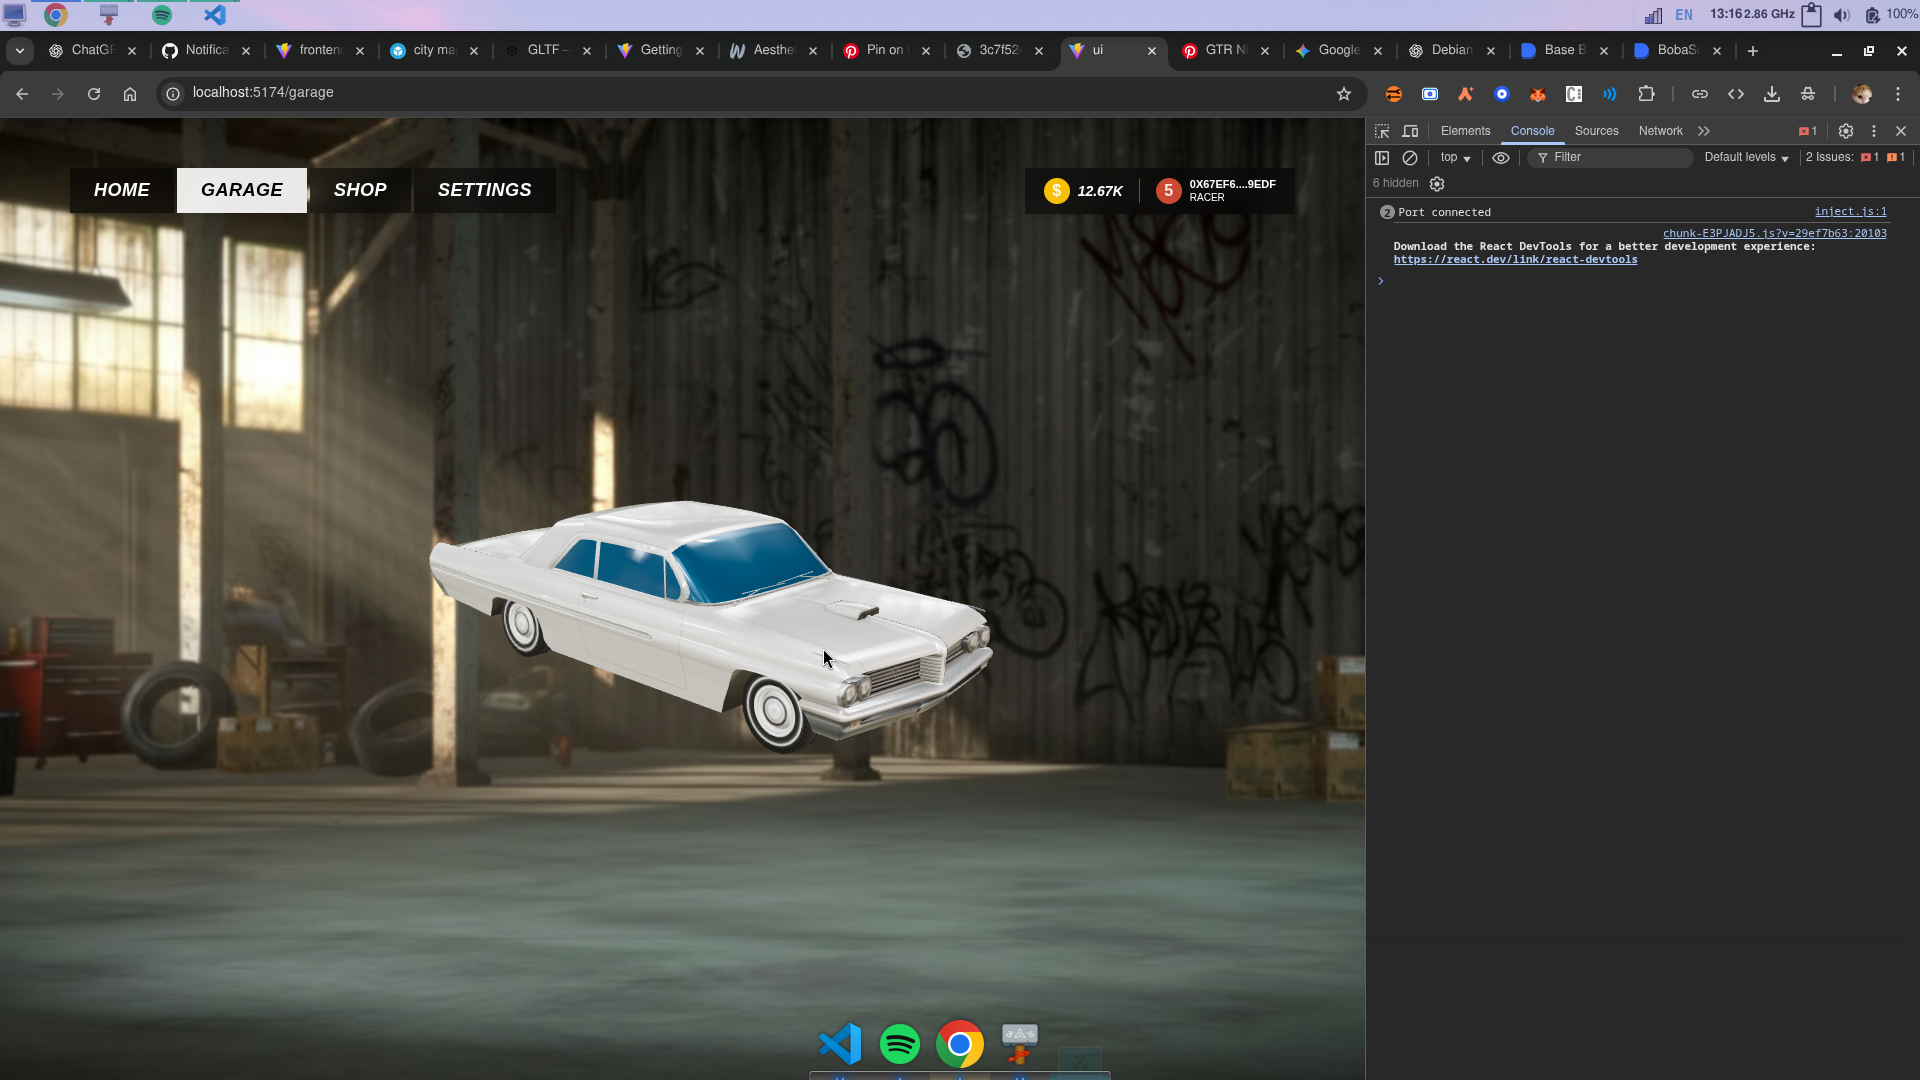 EN 13:16 2.86 GHz 100%
ChatGP Notifica fronten city ma GLTF - Getting Aesthe Pin on 3c7f52 ui GTR N Google Debian Base B BobaSc
localhost:5174/garage
Elements Console Sources Network 1
top Filter Default levels 2 Issues: 1 1
6 hidden
2 Port connected inject.js:1
chunk-E3PJADJ5.js?v=29ef7b63:20103
Download the React DevTools for a better development experience:
https://react.dev/link/react-devtools
HOME GARAGE SHOP SETTINGS
$ 12.67K 5 0X67EF6....9EDF
RACER